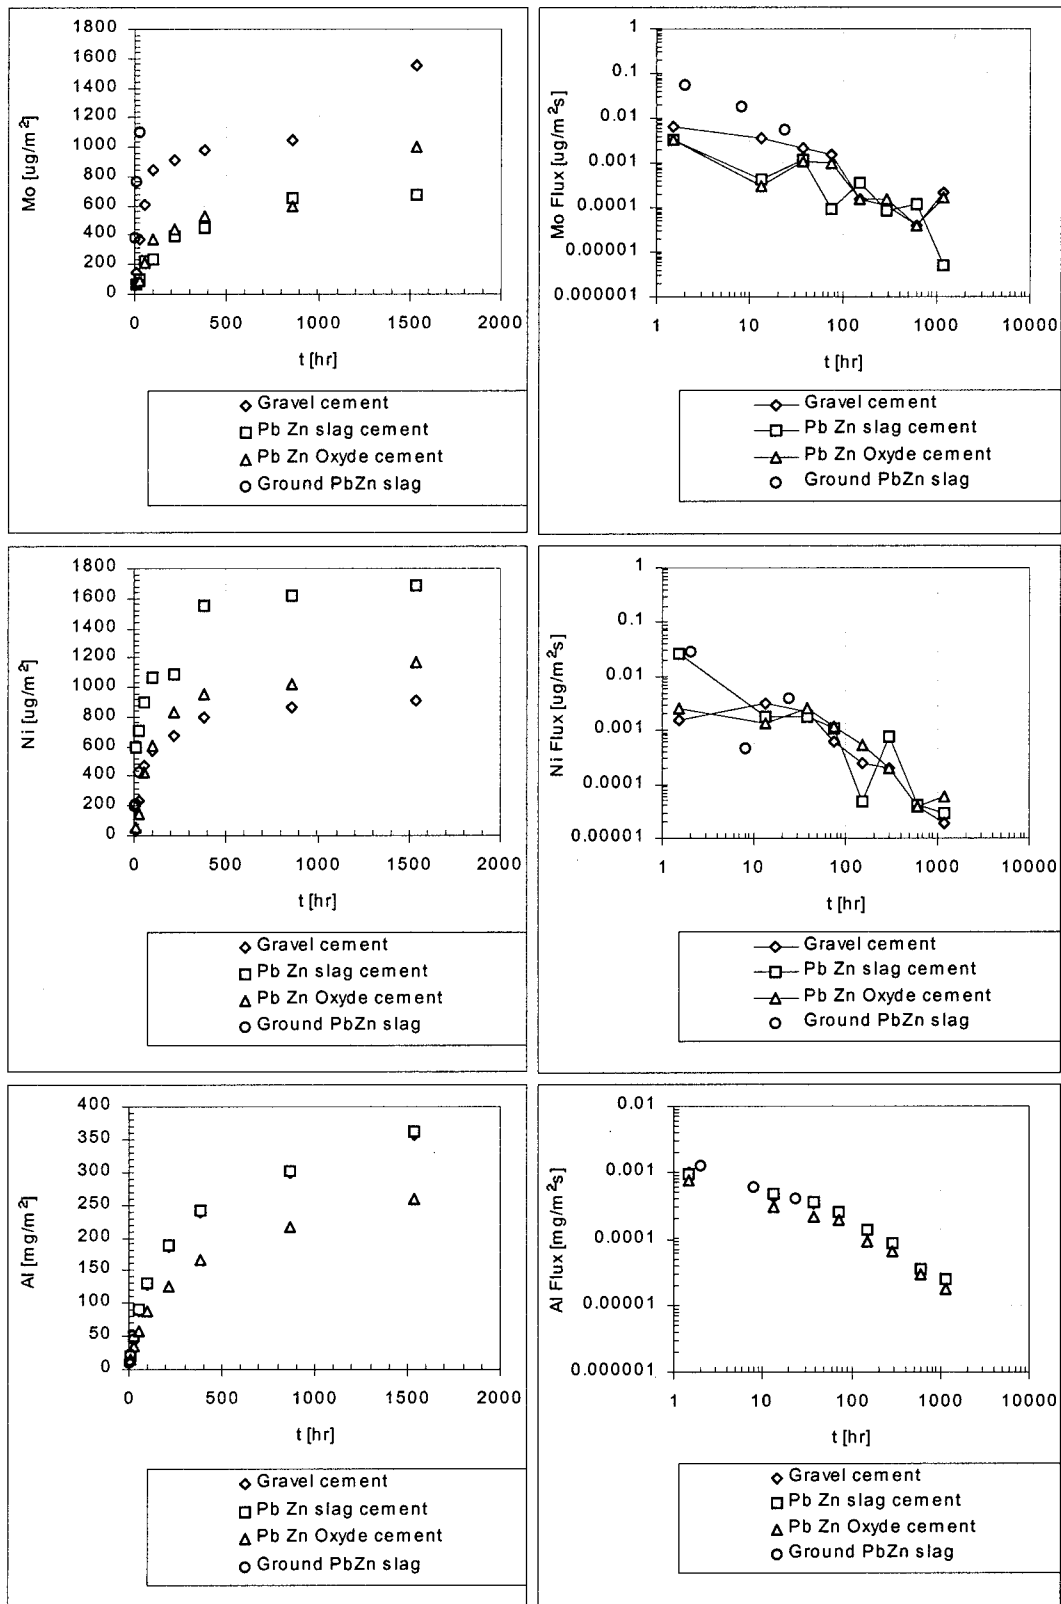 Mo [ug/m²]
1800
1600
1400
1200
1000
800
600
400
200
0
0 500 1000 1500 2000
t [hr]
Gravel cement
Pb Zn slag cement
Pb Zn Oxyde cement
Ground PbZn slag
Mo Flux [ug/m²s]
1
0.1
0.01
0.001
0.0001
0.00001
0.000001
1 10 100 1000 10000
t [hr]
Gravel cement
Pb Zn slag cement
Pb Zn Oxyde cement
Ground PbZn slag
Ni [ug/m²]
1800
1600
1400
1200
1000
800
600
400
200
0
0 500 1000 1500 2000
t [hr]
Gravel cement
Pb Zn slag cement
Pb Zn Oxyde cement
Ground PbZn slag
Ni Flux [ug/m²s]
1
0.1
0.01
0.001
0.0001
0.00001
1 10 100 1000 10000
t [hr]
Gravel cement
Pb Zn slag cement
Pb Zn Oxyde cement
Ground PbZn slag
Al [mg/m²]
400
350
300
250
200
150
100
50
0
0 500 1000 1500 2000
t [hr]
Gravel cement
Pb Zn slag cement
Pb Zn Oxyde cement
Ground PbZn slag
Al Flux [mg/m²s]
0.01
0.001
0.0001
0.00001
0.000001
1 10 100 1000 10000
t [hr]
Gravel cement
Pb Zn slag cement
Pb Zn Oxyde cement
Ground PbZn slag